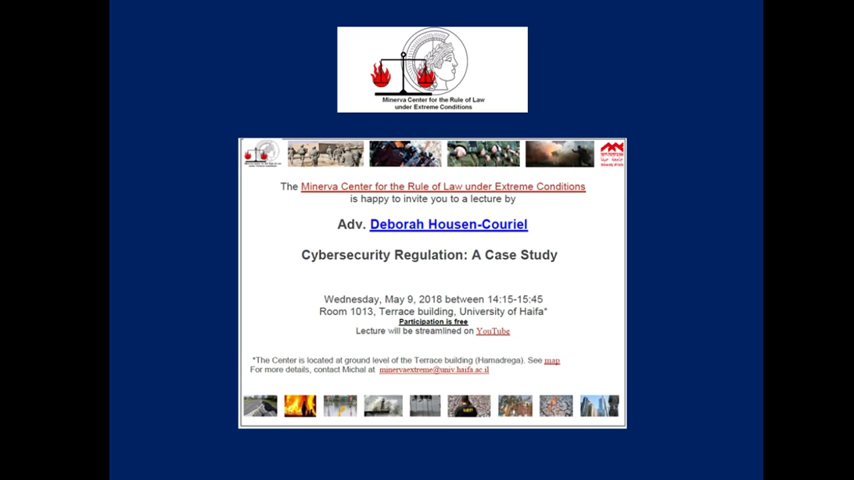 Minerva Center for the Rule of Law
under Extreme Conditions
The Minerva Center for the Rule of Law under Extreme Conditions
is happy to invite you to a lecture by
Adv. Deborah Housen-Couriel
Cybersecurity Regulation: A Case Study
Wednesday, May 9, 2018 between 14:15-15:45
Room 1013, Terrace building, University of Haifa*
Participation is free
Lecture will be streamlined on YouTube
*The Center is located at ground level of the Terrace building (Hamadrega). See map
For more details, contact Michal at minervaextreme@univ.haifa.ac.il